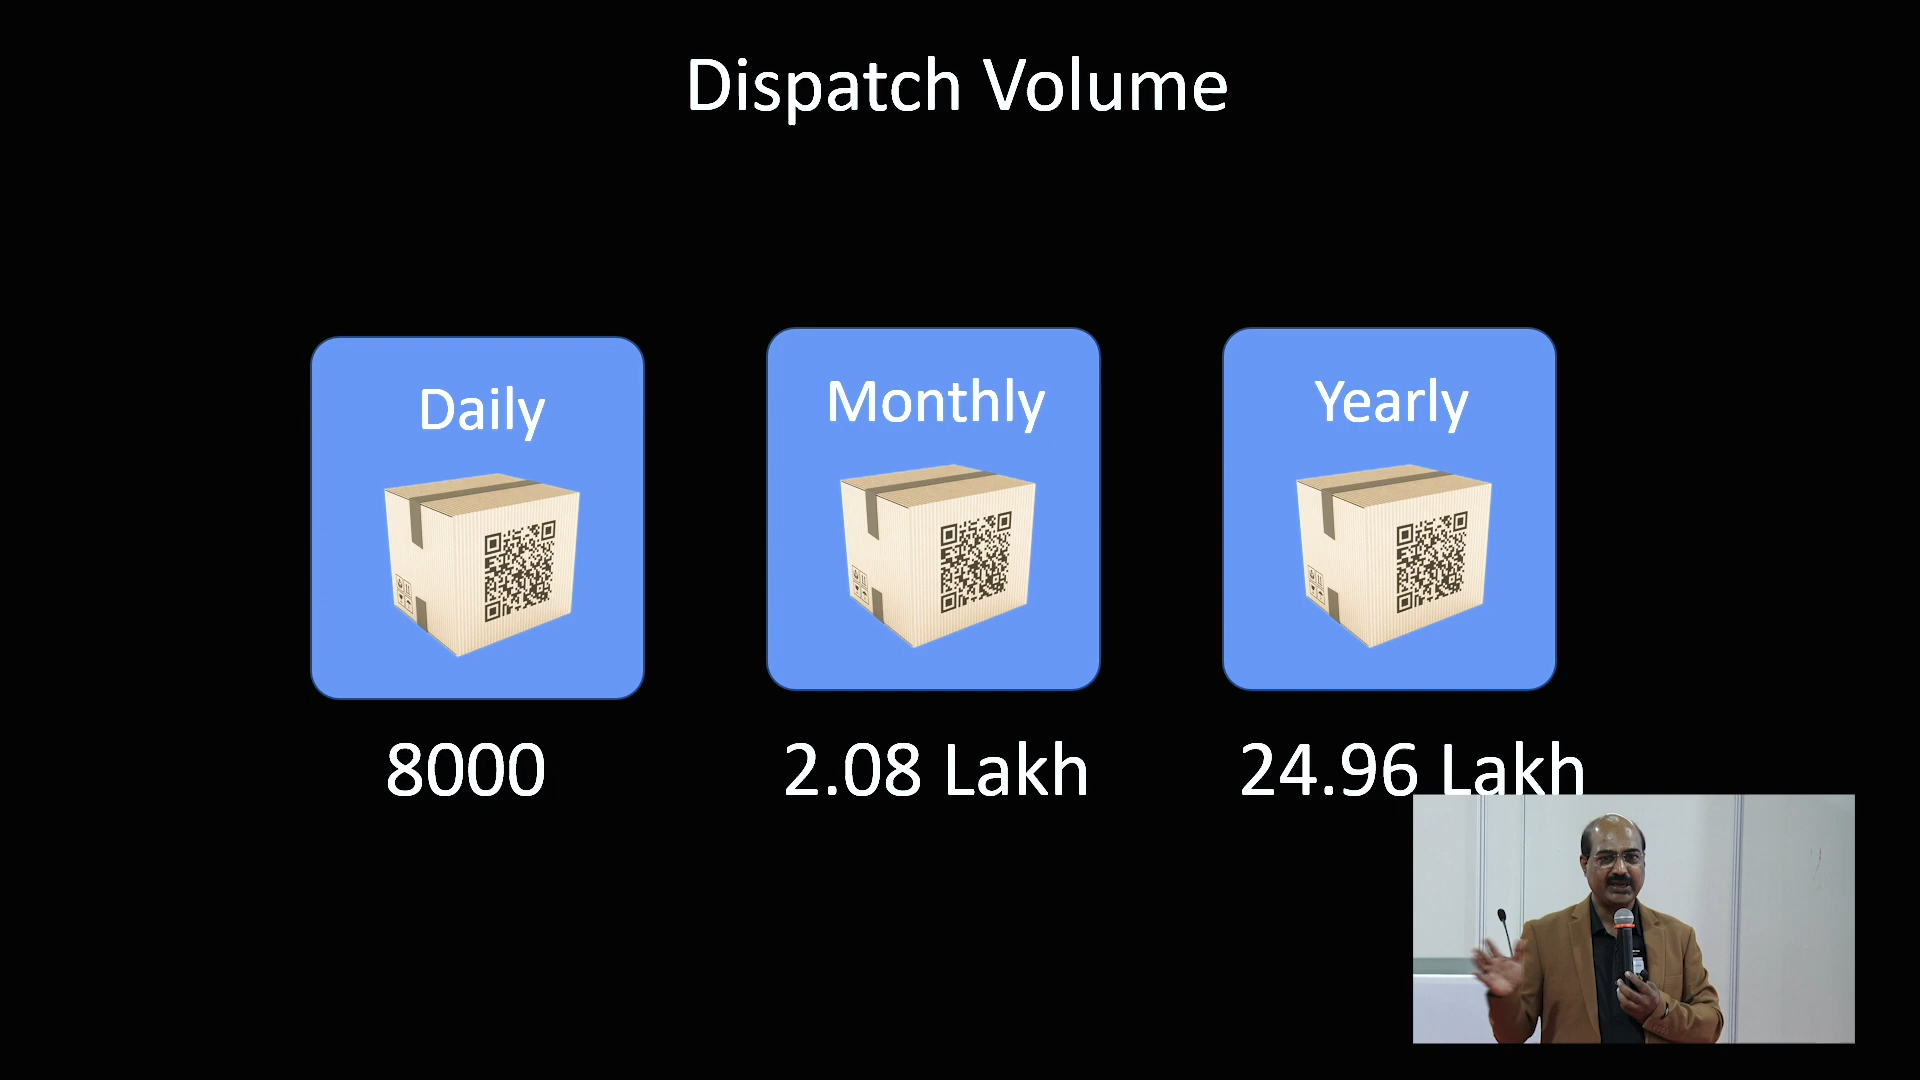 Dispatch Volume
Daily
Monthly
Yearly
8000
2.08 Lakh
24.96 Lakh